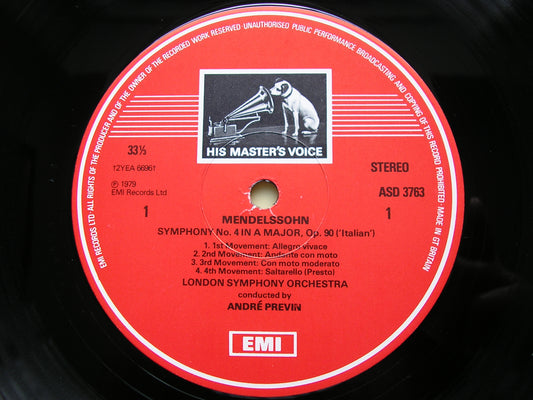 EMI RECORDS LTD · ALL RIGHTS OF THE PRODUCER AND OF THE OWNER OF THE RECORDED WORK RESERVED · UNAUTHORISED PUBLIC PERFORMANCE BROADCASTING AND COPYING OF THIS RECORD PROHIBITED · MADE IN GT BRITAIN
HIS MASTER'S VOICE
33⅓
STEREO
12YEA 66961
ASD 3763
℗ 1979
EMI Records Ltd
1
1
MENDELSSOHN
SYMPHONY No. 4 IN A MAJOR, Op. 90 ('Italian')
1. 1st Movement: Allegro vivace
2. 2nd Movement: Andante con moto
3. 3rd Movement: Con moto moderato
4. 4th Movement: Saltarello (Presto)
LONDON SYMPHONY ORCHESTRA
conducted by
ANDRÉ PREVIN
EMI